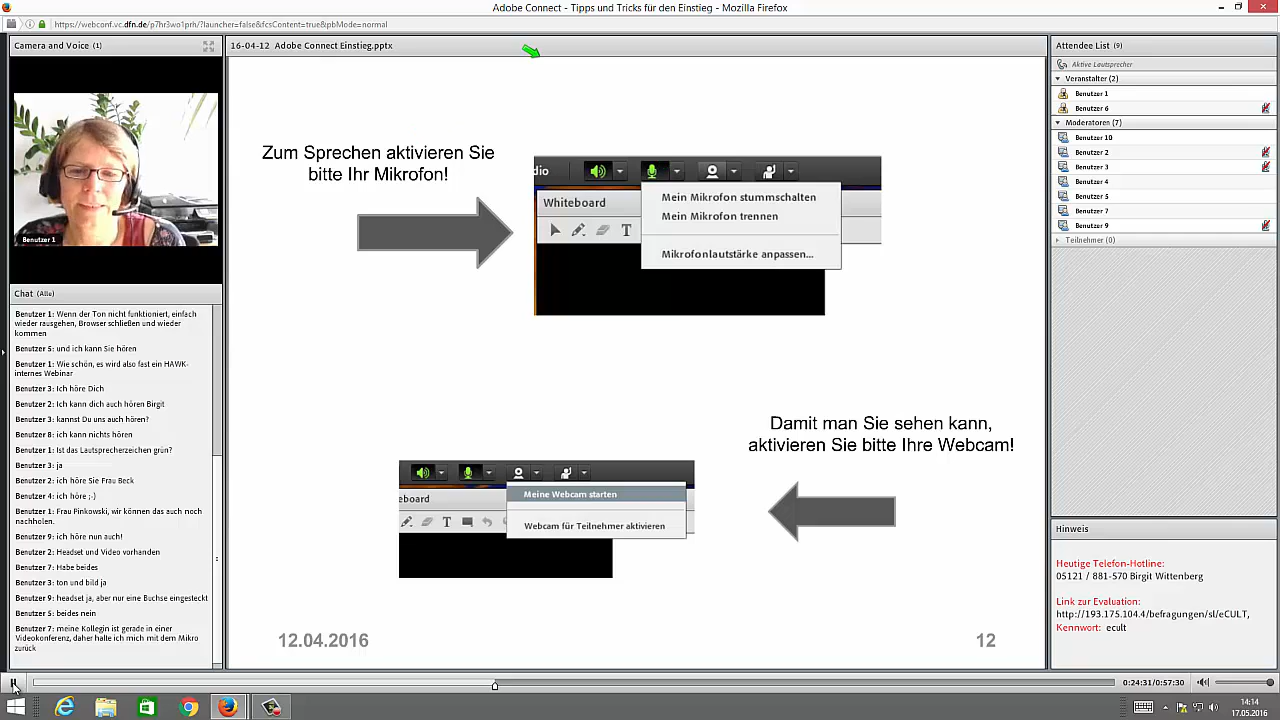 Adobe Connect - Tipps und Tricks für den Einstieg - Mozilla Firefox
https://webconf.vc.dfn.de/p7hr3wo1prh/?launcher=false&fcsContent=true&pbMode=normal
Camera and Voice (1)
Benutzer 1
Chat (Alle)
Benutzer 1: Wenn der Ton nicht funktioniert, einfach
wieder rausgehen, Browser schließen und wieder
kommen
Benutzer 5: und ich kann Sie hören
Benutzer 1: Wie schön, es wird also fast ein HAWK-
internes Webinar
Benutzer 3: Ich höre Dich
Benutzer 2: Ich kann dich auch hören Birgit
Benutzer 3: kannst Du uns auch hören?
Benutzer 8: ich kann nichts hören
Benutzer 1: Ist das Lautsprecherzeichen grün?
Benutzer 3: ja
Benutzer 2: ich höre Sie Frau Beck
Benutzer 4: ich höre ;-)
Benutzer 1: Frau Pinkowski, wir können das auch noch
nachholen.
Benutzer 9: ich höre nun auch!
Benutzer 2: Headset und Video vorhanden
Benutzer 7: Habe beides
Benutzer 3: ton und bild ja
Benutzer 9: headset ja, aber nur eine Buchse eingesteckt
Benutzer 5: beides nein
Benutzer 7: meine Kollegin ist gerade in einer
Videokonferenz, daher halte ich mich mit dem Mikro
zurück
16-04-12 Adobe Connect Einstieg.pptx
Zum Sprechen aktivieren Sie
bitte Ihr Mikrofon!
dio
Whiteboard
T
Mein Mikrofon stummschalten
Mein Mikrofon trennen
Mikrofonlautstärke anpassen...
Damit man Sie sehen kann,
aktivieren Sie bitte Ihre Webcam!
eboard
T
Meine Webcam starten
Webcam für Teilnehmer aktivieren
12.04.2016
12
Attendee List (9)
Aktive Lautsprecher
Veranstalter (2)
Benutzer 1
Benutzer 6
Moderatoren (7)
Benutzer 10
Benutzer 2
Benutzer 3
Benutzer 4
Benutzer 5
Benutzer 7
Benutzer 9
Teilnehmer (0)
Hinweis
Heutige Telefon-Hotline:
05121 / 881-570 Birgit Wittenberg
Link zur Evaluation:
http://193.175.104.4/befragungen/sl/eCULT,
Kennwort: ecult
0:24:31/0:57:30
14:14
17.05.2016